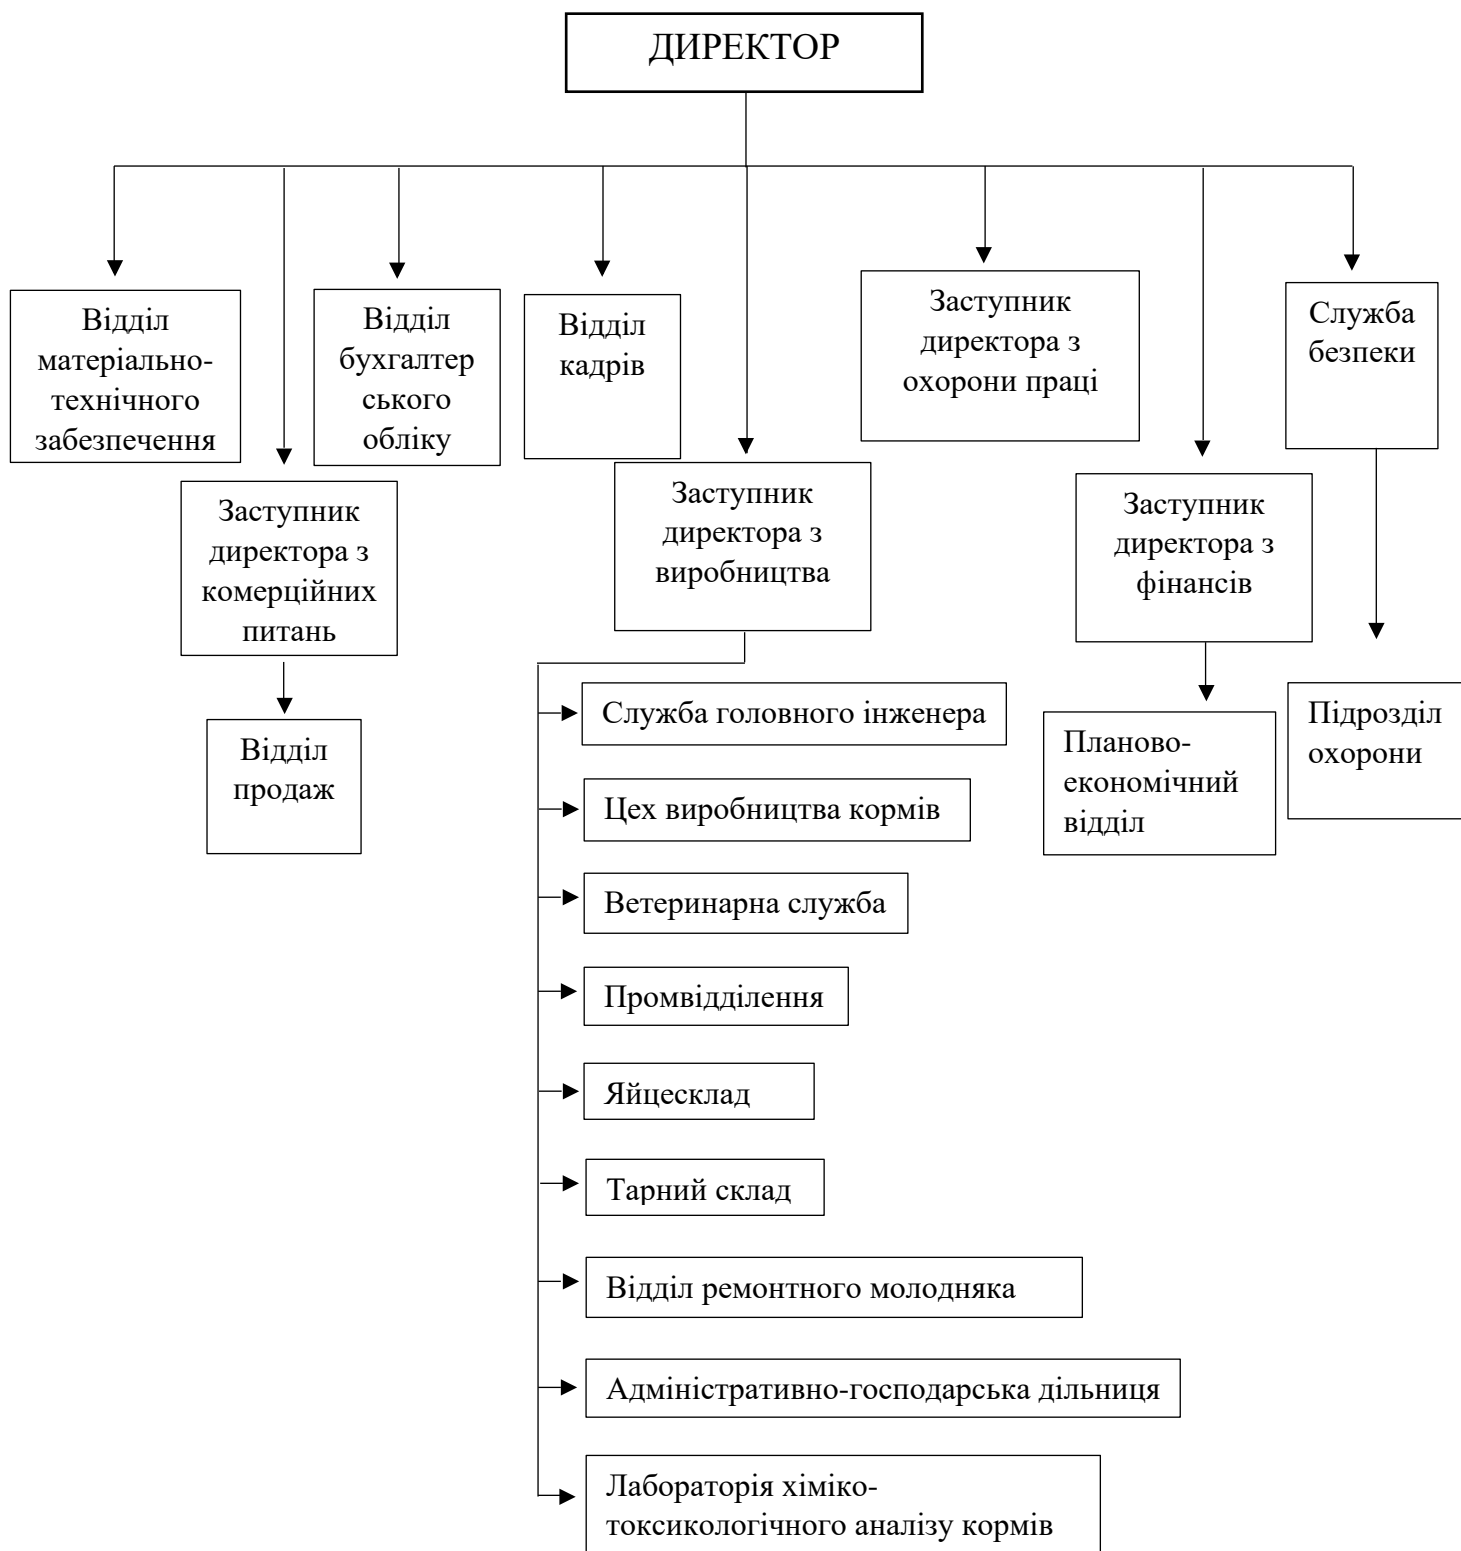 ДИРЕКТОР
Відділ
матеріально-
технічного
забезпечення
Відділ
бухгалтер
ського
обліку
Відділ
кадрів
Заступник
директора з
охорони праці
Служба
безпеки
Заступник
директора з
комерційних
питань
Заступник
директора з
виробництва
Заступник
директора з
фінансів
Відділ
продаж
Служба головного інженера
Цех виробництва кормів
Ветеринарна служба
Промвідділення
Яйцесклад
Тарний склад
Відділ ремонтного молодняка
Адміністративно-господарська дільниця
Лабораторія хіміко-
токсикологічного аналізу кормів
Планово-
економічний
відділ
Підрозділ
охорони